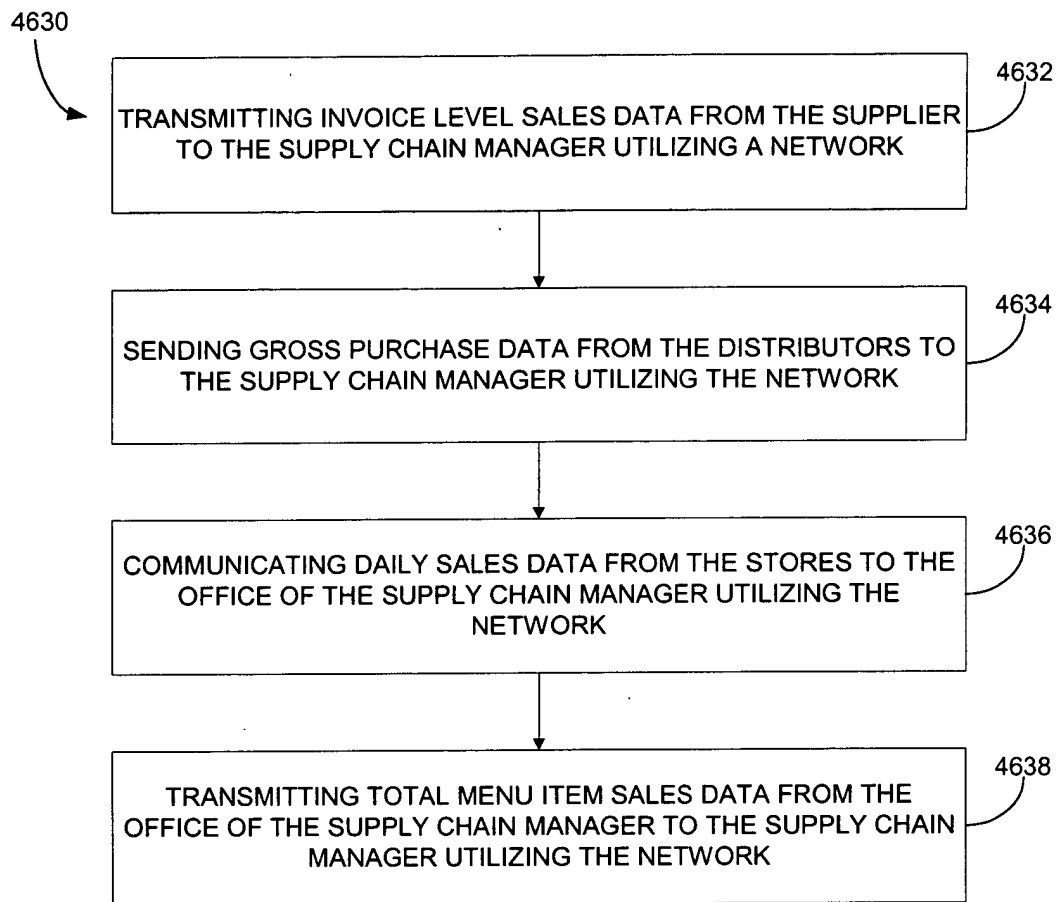 4630
4632
TRANSMITTING INVOICE LEVEL SALES DATA FROM THE SUPPLIER
TO THE SUPPLY CHAIN MANAGER UTILIZING A NETWORK
4634
SENDING GROSS PURCHASE DATA FROM THE DISTRIBUTORS TO
THE SUPPLY CHAIN MANAGER UTILIZING THE NETWORK
4636
COMMUNICATING DAILY SALES DATA FROM THE STORES TO THE
OFFICE OF THE SUPPLY CHAIN MANAGER UTILIZING THE
NETWORK
4638
TRANSMITTING TOTAL MENU ITEM SALES DATA FROM THE
OFFICE OF THE SUPPLY CHAIN MANAGER TO THE SUPPLY CHAIN
MANAGER UTILIZING THE NETWORK